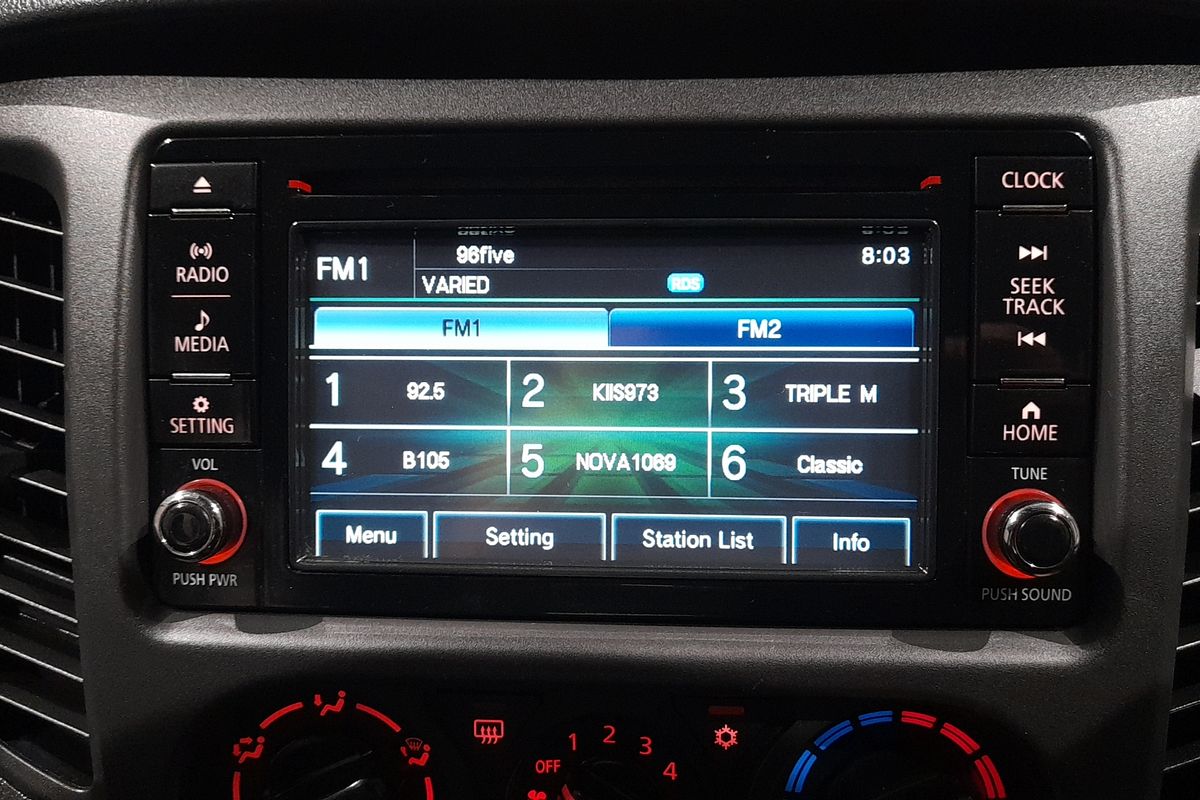 CLOCK
RADIO
MEDIA
SETTING
VOL
PUSH PWR
FM1
96five
8:03
VARIED
RDS
FM1
FM2
1 92.5
2 KIIS973
3 TRIPLE M
4 B105
5 NOVA1069
6 Classic
Menu
Setting
Station List
Info
SEEK
TRACK
HOME
TUNE
PUSH SOUND
OFF
1
2
3
4